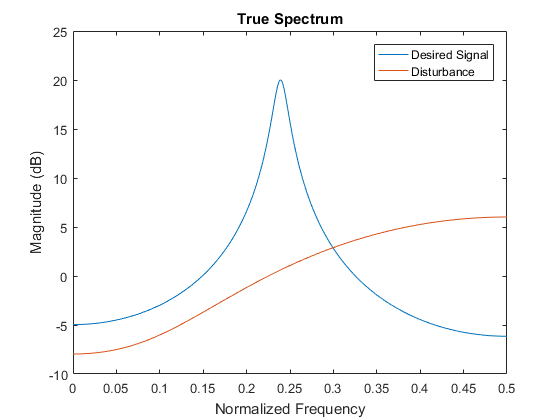 True Spectrum
Desired Signal
Disturbance
Magnitude (dB)
25
20
15
10
5
0
-5
-10
0 0.05 0.1 0.15 0.2 0.25 0.3 0.35 0.4 0.45 0.5
Normalized Frequency